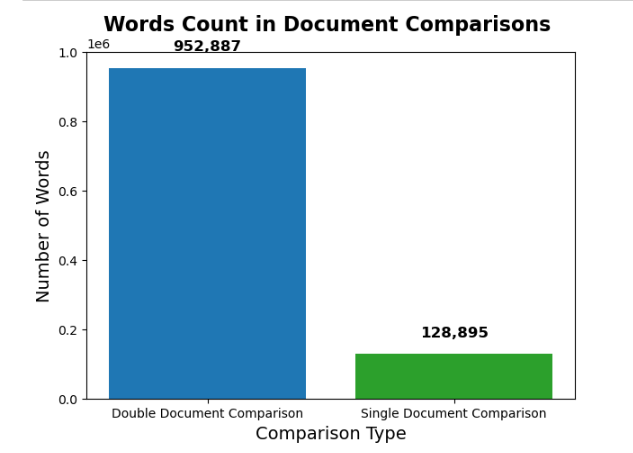 Words Count in Document Comparisons
1e6
952,887
1.0
0.8
0.6
0.4
0.2
0.0
Number of Words
128,895
Double Document Comparison
Single Document Comparison
Comparison Type